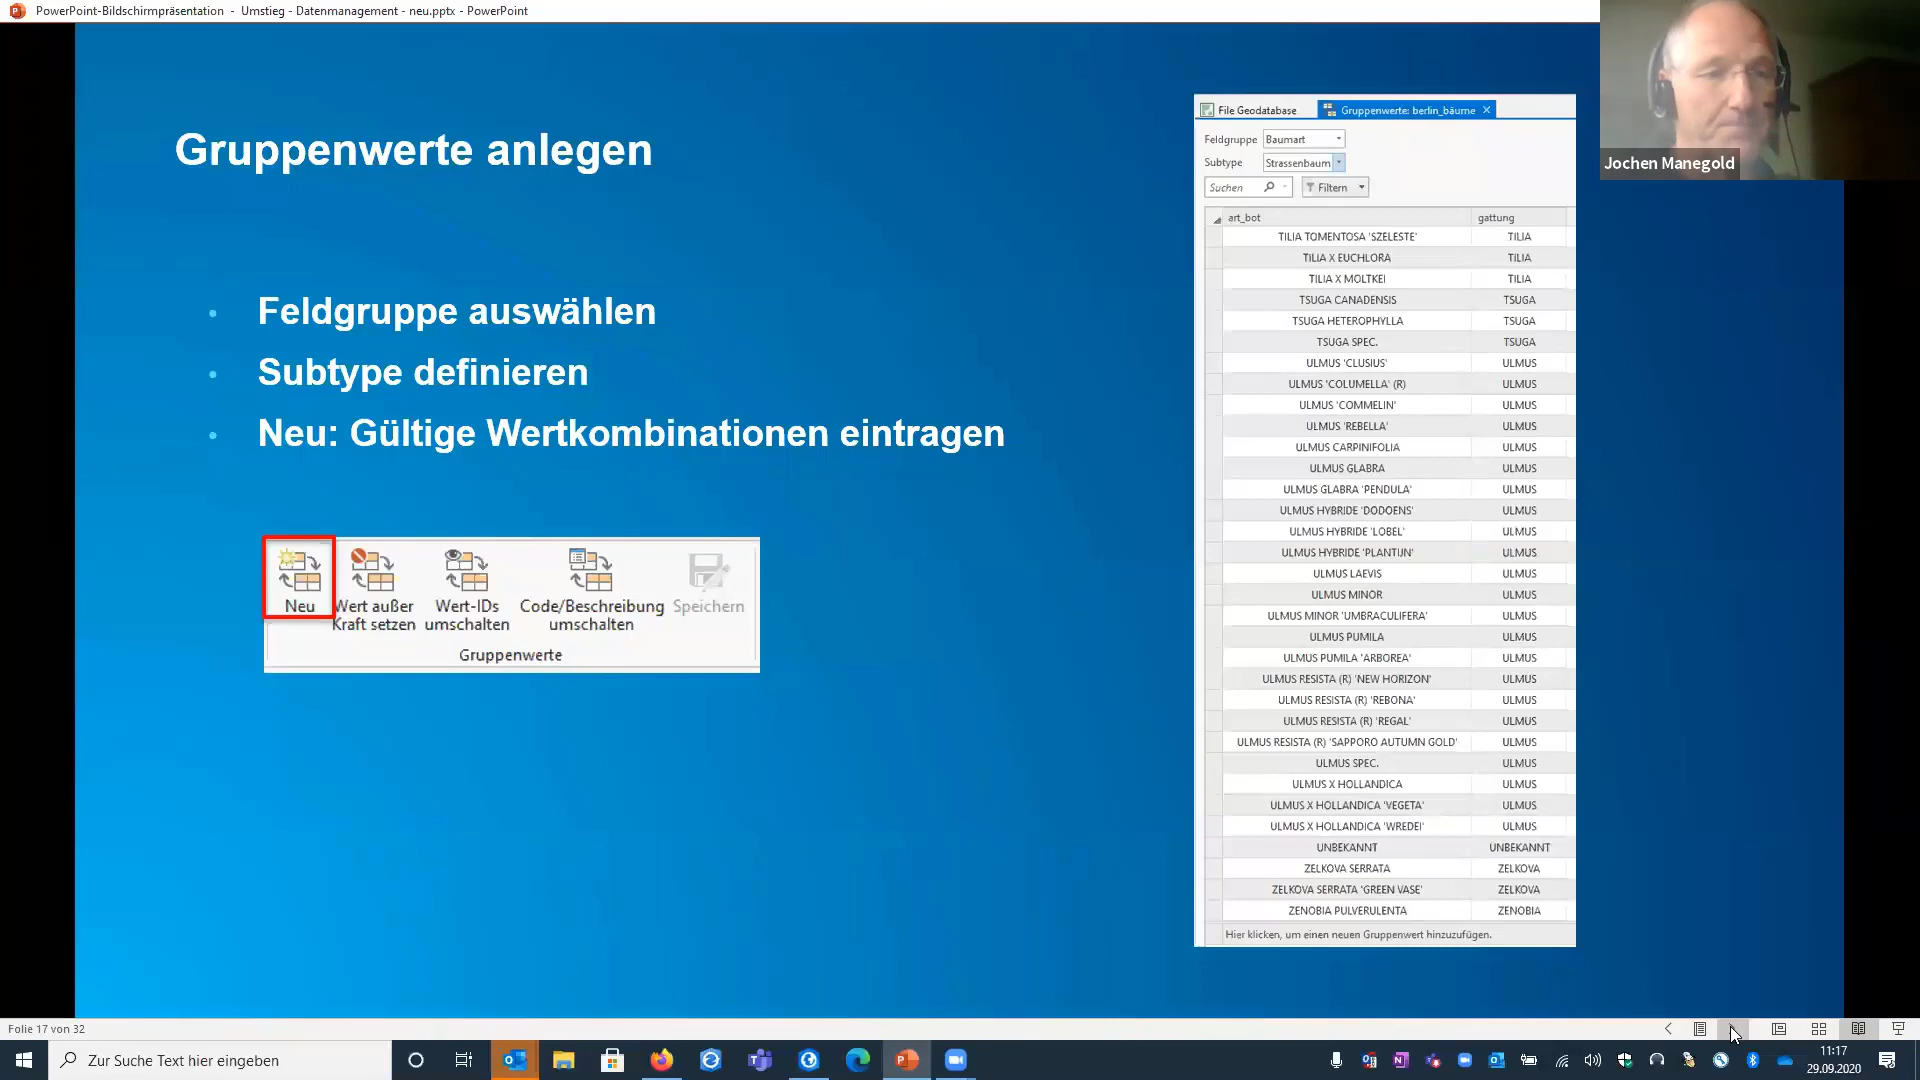 PowerPoint-Bildschirmpräsentation - Umstieg - Datenmanagement - neu.pptx - PowerPoint
Jochen Manegold
Gruppenwerte anlegen
Feldgruppe auswählen
Subtype definieren
Neu: Gültige Wertkombinationen eintragen
Neu
Wert außer
Kraft setzen
Wert-IDs
umschalten
Code/Beschreibung
umschalten
Speichern
Gruppenwerte
File Geodatabase
Gruppenwerte: berlin_bäume
Feldgruppe Baumart
Subtype Strassenbaum
Suchen Filtern
art_bot gattung
TILIA TOMENTOSA 'SZELESTE' TILIA
TILIA X EUCHLORA TILIA
TILIA X MOLTKEI TILIA
TSUGA CANADENSIS TSUGA
TSUGA HETEROPHYLLA TSUGA
TSUGA SPEC. TSUGA
ULMUS 'CLUSIUS' ULMUS
ULMUS 'COLUMELLA' (R) ULMUS
ULMUS 'COMMELIN' ULMUS
ULMUS 'REBELLA' ULMUS
ULMUS CARPINIFOLIA ULMUS
ULMUS GLABRA ULMUS
ULMUS GLABRA 'PENDULA' ULMUS
ULMUS HYBRIDE 'DODOENS' ULMUS
ULMUS HYBRIDE 'LOBEL' ULMUS
ULMUS HYBRIDE 'PLANTIJN' ULMUS
ULMUS LAEVIS ULMUS
ULMUS MINOR ULMUS
ULMUS MINOR 'UMBRACULIFERA' ULMUS
ULMUS PUMILA ULMUS
ULMUS PUMILA 'ARBOREA' ULMUS
ULMUS RESISTA (R) 'NEW HORIZON' ULMUS
ULMUS RESISTA (R) 'REBONA' ULMUS
ULMUS RESISTA (R) 'REGAL' ULMUS
ULMUS RESISTA (R) 'SAPPORO AUTUMN GOLD' ULMUS
ULMUS SPEC. ULMUS
ULMUS X HOLLANDICA ULMUS
ULMUS X HOLLANDICA 'VEGETA' ULMUS
ULMUS X HOLLANDICA 'WREDEI' ULMUS
UNBEKANNT UNBEKANNT
ZELKOVA SERRATA ZELKOVA
ZELKOVA SERRATA 'GREEN VASE' ZELKOVA
ZENOBIA PULVERULENTA ZENOBIA
Hier klicken, um einen neuen Gruppenwert hinzuzufügen.
Folie 17 von 32
Zur Suche Text hier eingeben
11:17
29.09.2020